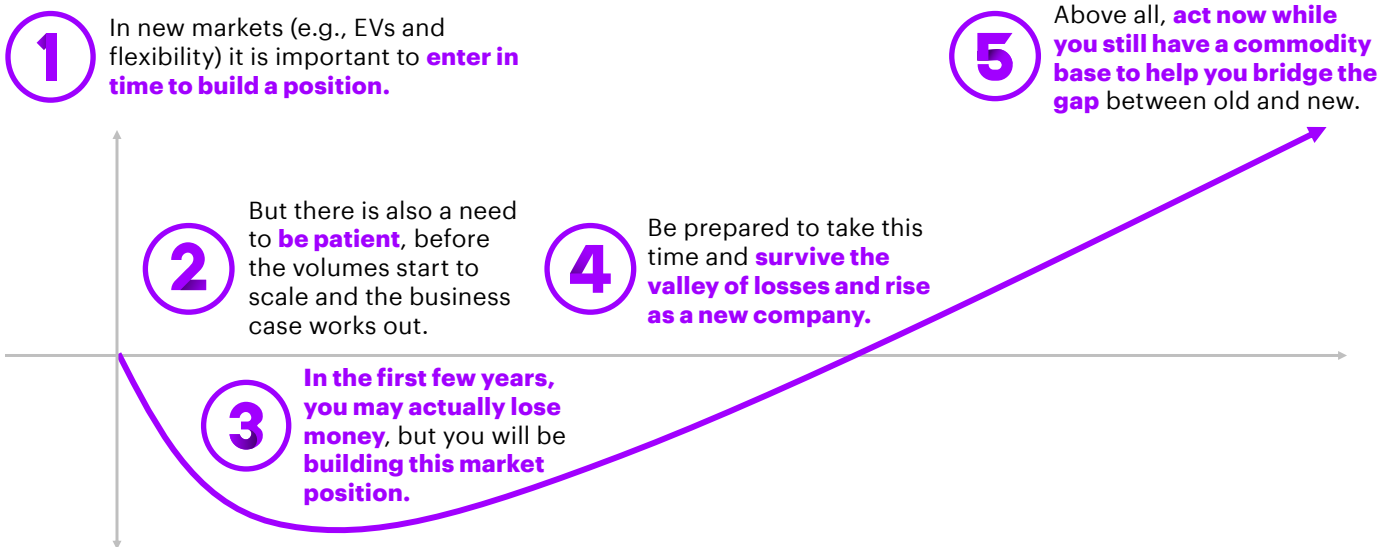 1
In new markets (e.g., EVs and
flexibility) it is important to enter in
time to build a position.
2
But there is also a need
to be patient, before
the volumes start to
scale and the business
case works out.
3
In the first few years,
you may actually lose
money, but you will be
building this market
position.
4
Be prepared to take this
time and survive the
valley of losses and rise
as a new company.
5
Above all, act now while
you still have a commodity
base to help you bridge the
gap between old and new.